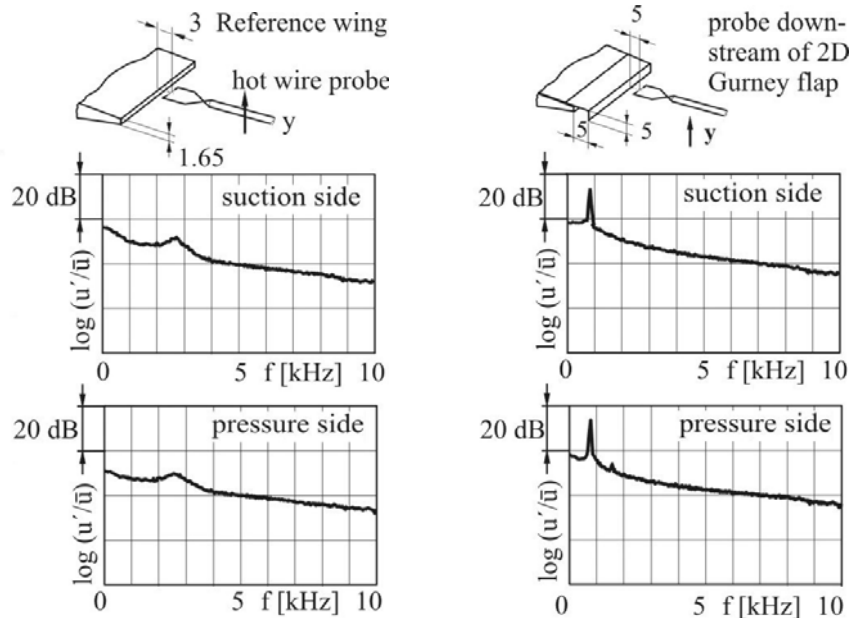 3 Reference wing
hot wire probe
y
1.65
20 dB
suction side
log (u´/ū)
0 5 f [kHz] 10
20 dB
pressure side
log (u´/ū)
0 5 f [kHz] 10
5
probe down-
stream of 2D
Gurney flap
5 5 y
20 dB
suction side
log (u´/ū)
0 5 f [kHz] 10
20 dB
pressure side
log (u´/ū)
0 5 f [kHz] 10